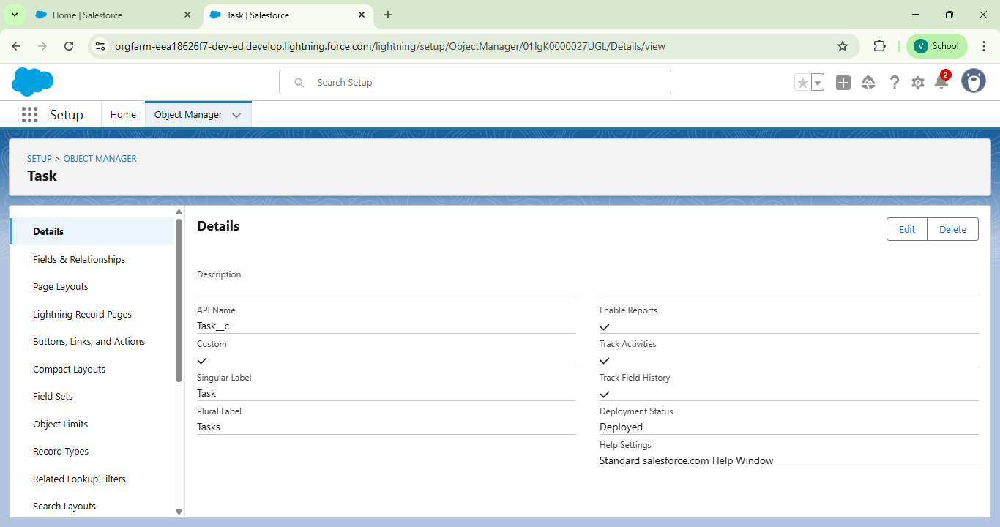 Home | Salesforce
Task | Salesforce
orgfarm-eea18626f7-dev-ed.develop.lightning.force.com/lightning/setup/ObjectManager/01IgK0000027UGL/Details/view
V School
Search Setup
2
Setup Home Object Manager
SETUP > OBJECT MANAGER
Task
Details
Fields & Relationships
Page Layouts
Lightning Record Pages
Buttons, Links, and Actions
Compact Layouts
Field Sets
Object Limits
Record Types
Related Lookup Filters
Search Layouts
Details
Edit Delete
Description
API Name
Task__c
Custom
Singular Label
Task
Plural Label
Tasks
Enable Reports
Track Activities
Track Field History
Deployment Status
Deployed
Help Settings
Standard salesforce.com Help Window